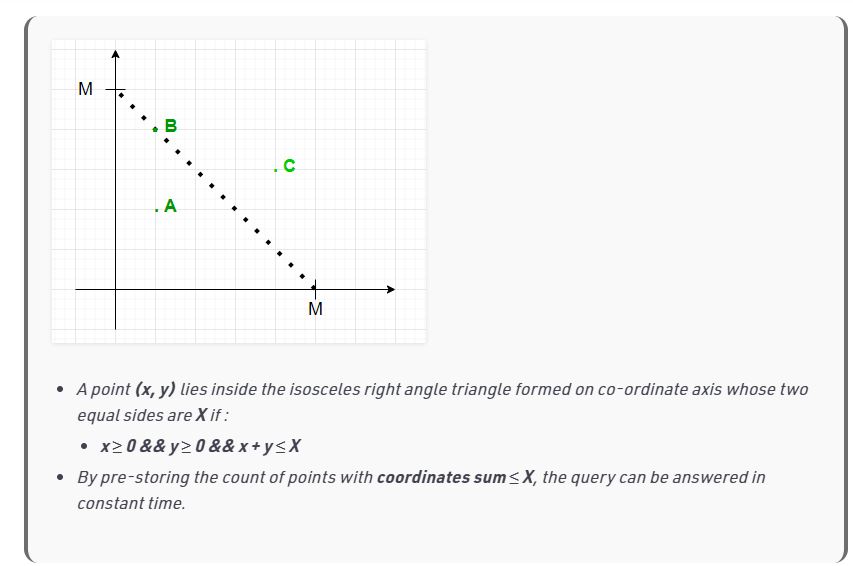 M
B
C
A
M
A point (x, y) lies inside the isosceles right angle triangle formed on co-ordinate axis whose two
equal sides are X if :
x ≥ 0 && y ≥ 0 && x + y ≤ X
By pre-storing the count of points with coordinates sum ≤ X, the query can be answered in
constant time.